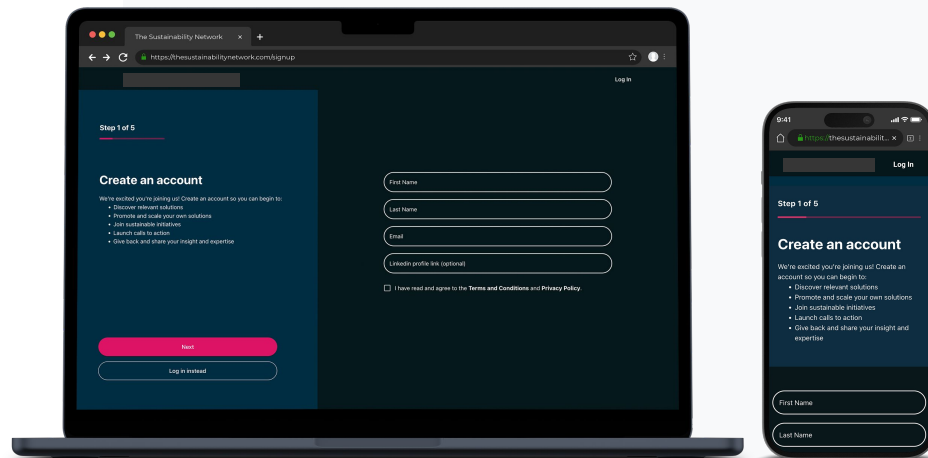 The Sustainability Network × +
https://thesustainabilitynetwork.com/signup
Log In
Step 1 of 5
Create an account
We're excited you're joining us! Create an account so you can begin to:
• Discover relevant solutions
• Promote and scale your own solutions
• Join sustainable initiatives
• Launch calls to action
• Give back and share your insight and expertise
Next
Log in instead
First Name
Last Name
Email
Linkedin profile link (optional)
I have read and agree to the Terms and Conditions and Privacy Policy.
9:41
https://thesustainabilit... ×
Log In
Step 1 of 5
Create an account
We're excited you're joining us! Create an
account so you can begin to:
• Discover relevant solutions
• Promote and scale your own solutions
• Join sustainable initiatives
• Launch calls to action
• Give back and share your insight and
expertise
First Name
Last Name